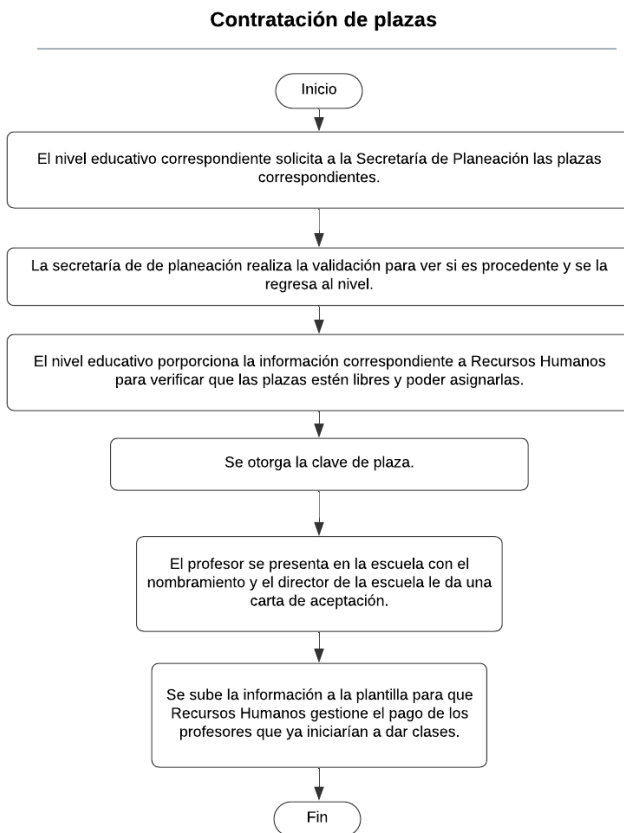 Contratación de plazas
Inicio
El nivel educativo correspondiente solicita a la Secretaría de Planeación las plazas
correspondientes.
La secretaría de de planeación realiza la validación para ver si es procedente y se la
regresa al nivel.
El nivel educativo porporciona la información correspondiente a Recursos Humanos
para verificar que las plazas estén libres y poder asignarlas.
Se otorga la clave de plaza.
El profesor se presenta en la escuela con el
nombramiento y el director de la escuela le da una
carta de aceptación.
Se sube la información a la plantilla para que
Recursos Humanos gestione el pago de los
profesores que ya iniciarían a dar clases.
Fin